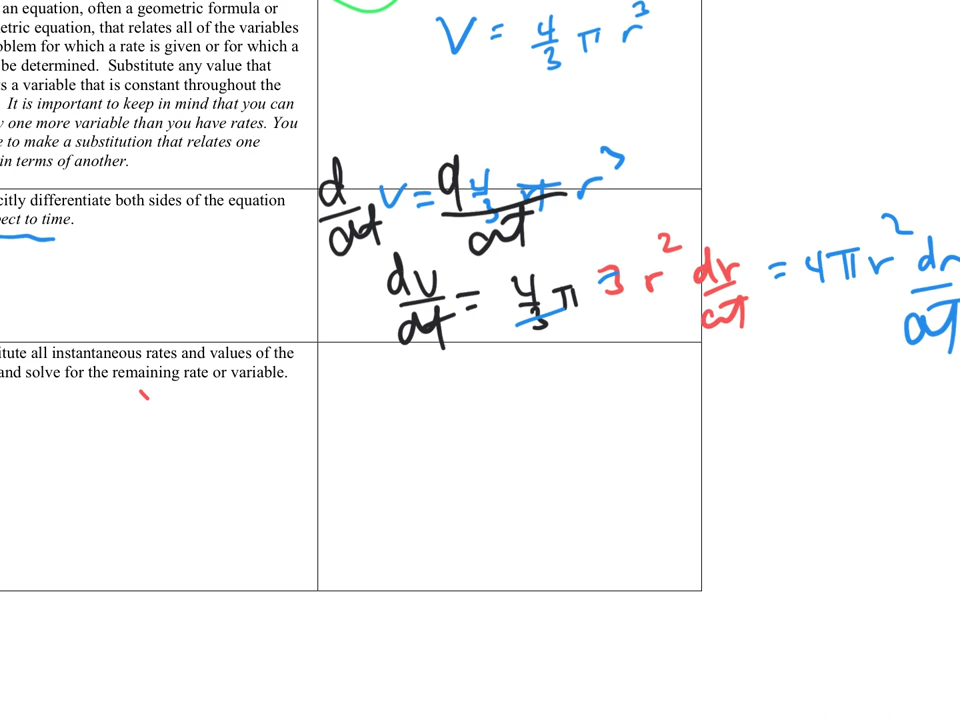 an equation, often a geometric formula or
etric equation, that relates all of the variables
oblem for which a rate is given or for which a
be determined. Substitute any value that
s a variable that is constant throughout the
It is important to keep in mind that you can
y one more variable than you have rates. You
e to make a substitution that relates one
in terms of another.
V = 4/3 π r³
citly differentiate both sides of the equation
pect to time.
d/dt V = d/dt 4/3 π r³
dv/dt = 4/3 π 3 r² dr/dt = 4πr² dr/dt
itute all instantaneous rates and values of the
and solve for the remaining rate or variable.